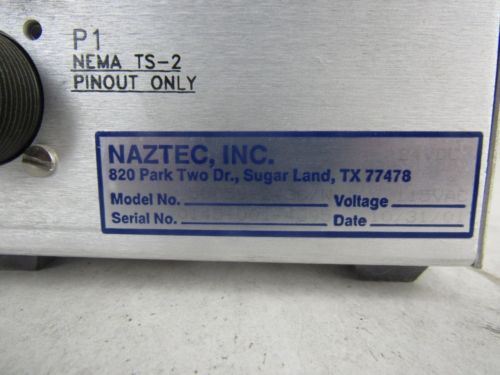 P1
NEMA TS-2
PINOUT ONLY
NAZTEC, INC.
820 Park Two Dr., Sugar Land, TX 77478
Model No. Voltage
Serial No. Date